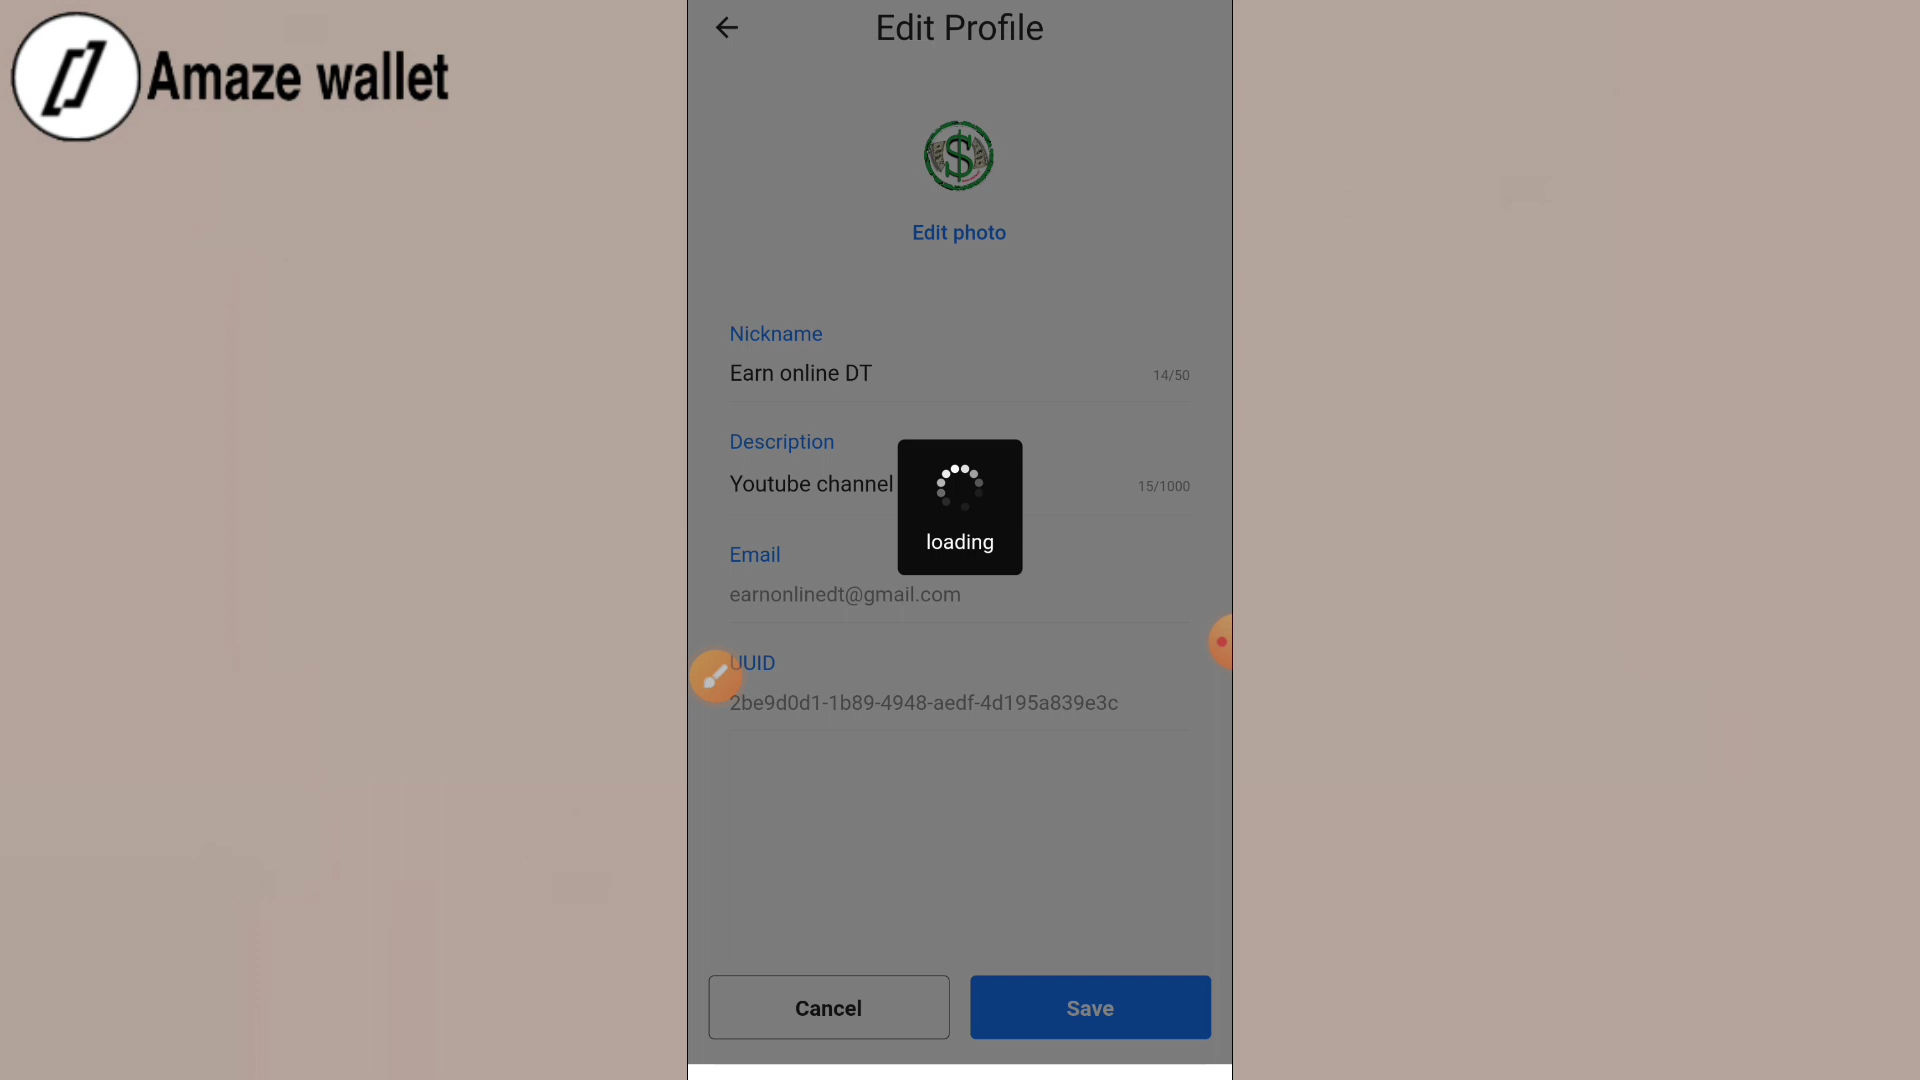 Amaze wallet
Edit Profile
Edit photo
Nickname
Earn online DT
14/50
Description
Youtube channel
15/1000
loading
Email
earnonlinedt@gmail.com
UUID
2be9d0d1-1b89-4948-aedf-4d195a839e3c
Cancel
Save